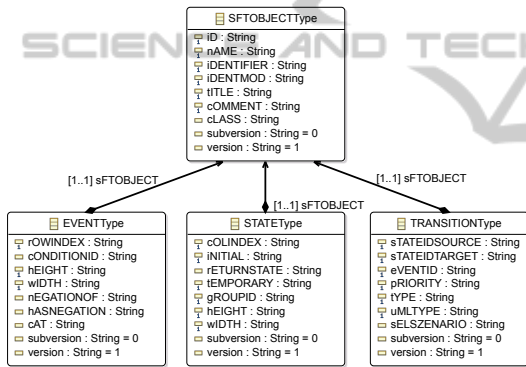 SCIENCE AND TECH
SFTOBJECTType
iD : String
nAME : String
iDENTIFIER : String
iDENTMOD : String
tITLE : String
cOMMENT : String
cLASS : String
subversion : String = 0
version : String = 1
[1..1] sFTOBJECT
[1..1] sFTOBJECT
[1..1] sFTOBJECT
EVENTType
rOWINDEX : String
cONDITIONID : String
hEIGHT : String
wIDTH : String
nEGATIONOF : String
hASNEGATION : String
cAT : String
subversion : String = 0
version : String = 1
STATEType
cOLINDEX : String
iNITIAL : String
rETURNSTATE : String
tEMPORARY : String
gROUPID : String
hEIGHT : String
wIDTH : String
subversion : String = 0
version : String = 1
TRANSITIONType
sTATEIDSOURCE : String
sTATEIDTARGET : String
eVENTID : String
pRIORITY : String
tYPE : String
uMLTYPE : String
sELSZENARIO : String
subversion : String = 0
version : String = 1